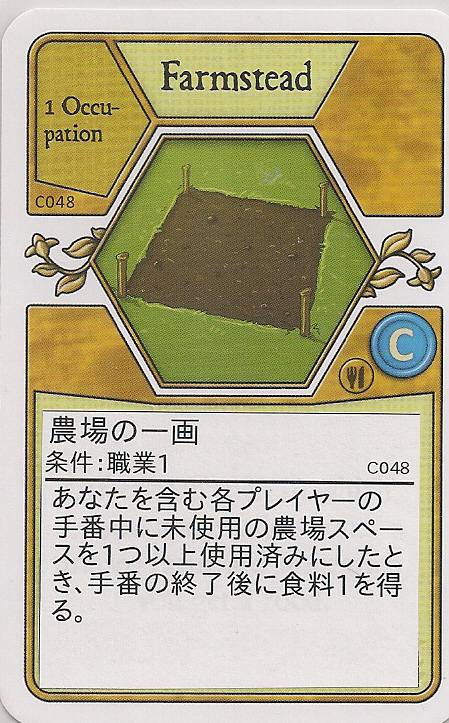 Farmstead
1 Occu-
pation
C048
C
農場の一画
条件:職業1
C048
あなたを含む各プレイヤーの
手番中に未使用の農場スペー
スを1つ以上使用済みにしたと
き、手番の終了後に食料1を得
る。